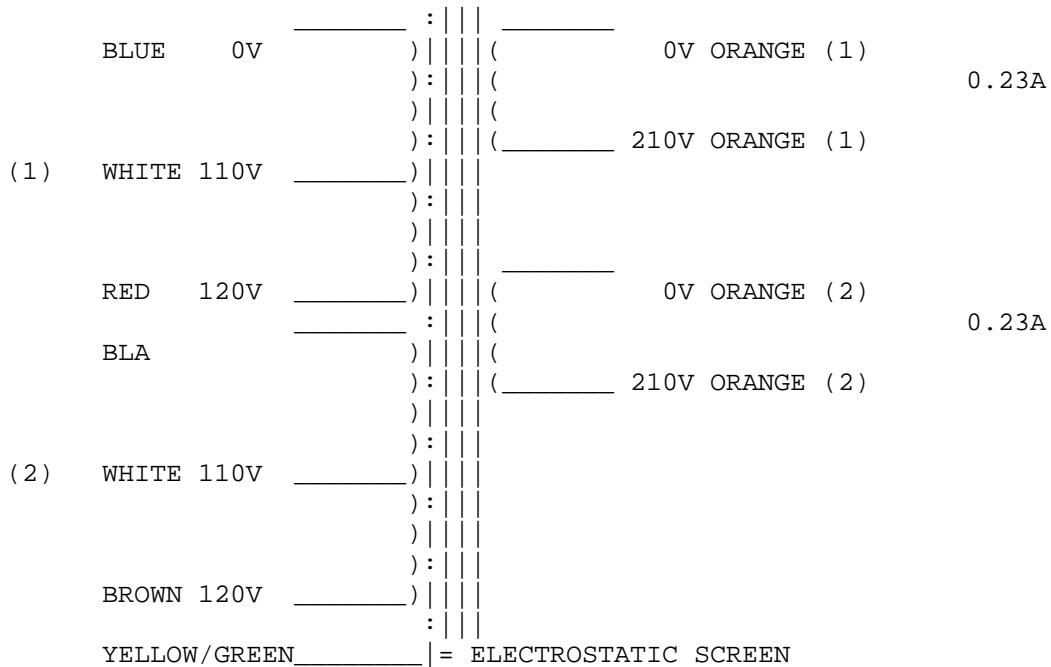 BLUE 0V 0V ORANGE (1)
0.23A
210V ORANGE (1)
(1) WHITE 110V
RED 120V 0V ORANGE (2)
0.23A
BLA
210V ORANGE (2)
(2) WHITE 110V
BROWN 120V
YELLOW/GREEN = ELECTROSTATIC SCREEN